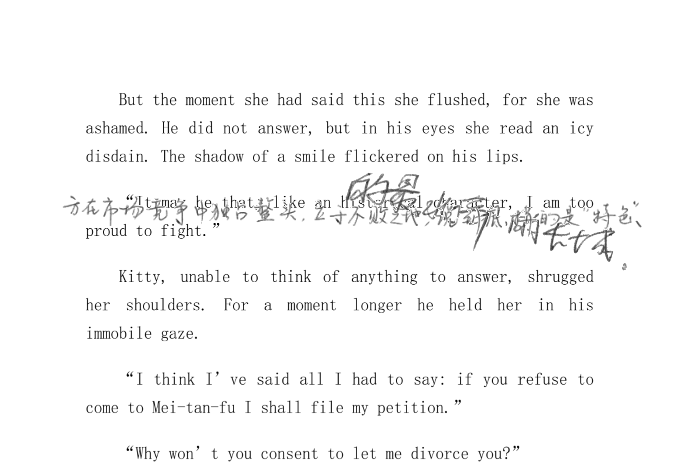 But the moment she had said this she flushed, for she was
ashamed. He did not answer, but in his eyes she read an icy
disdain. The shadow of a smile flickered on his lips.
“It may be that, like an historical character, I am too
方在市场竞争中独占鳌头，立于不败之地，的是“好色”、
proud to fight.”
Kitty, unable to think of anything to answer, shrugged
her shoulders. For a moment longer he held her in his
immobile gaze.
“I think I’ve said all I had to say: if you refuse to
come to Mei-tan-fu I shall file my petition.”
“Why won’t you consent to let me divorce you?”